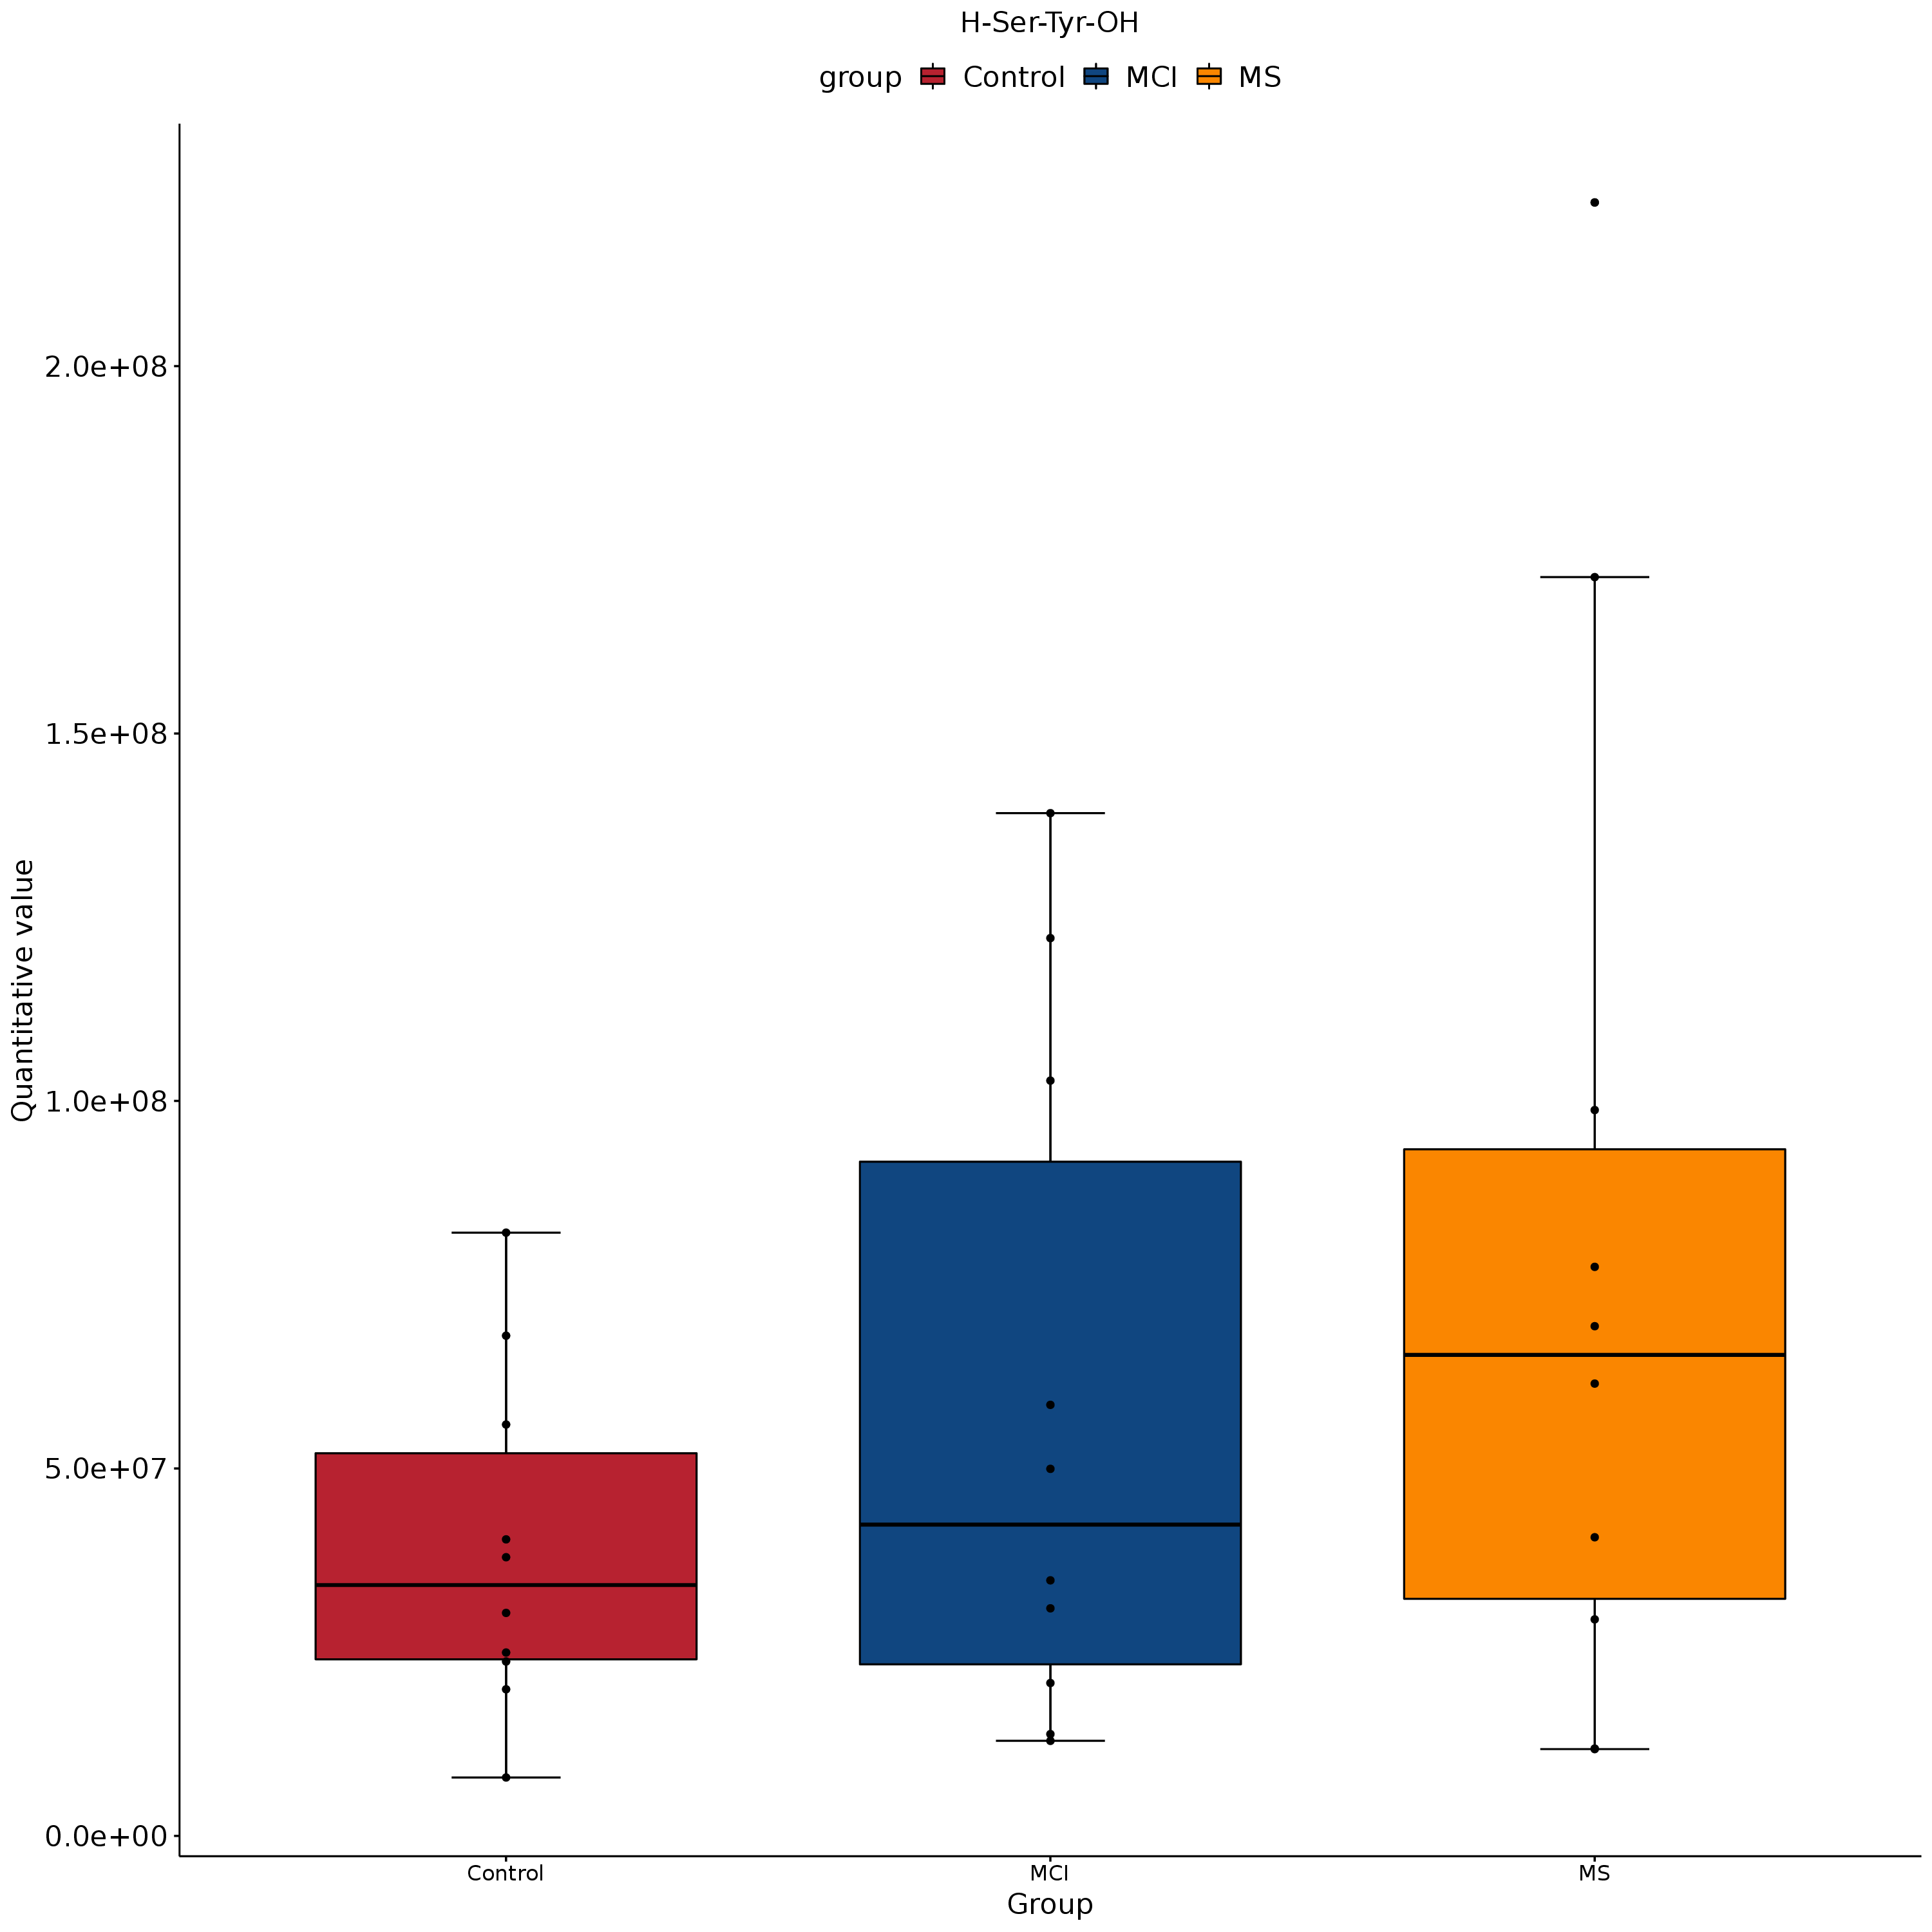 H-Ser-Tyr-OH
group Control MCI MS
Quantitative value
2.0e+08
1.5e+08
1.0e+08
5.0e+07
0.0e+00
Control MCI MS
Group